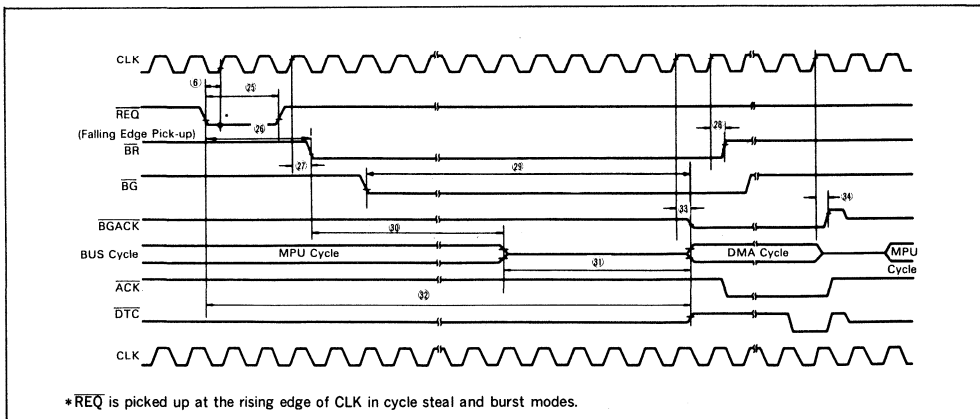 CLK
(6)
(25)
*
REQ
(26)
(28)
(Falling Edge Pick-up)
BR
(27)
(29)
BG
(33)
(34)
BGACK
(30)
BUS Cycle
MPU Cycle
DMA Cycle
MPU
Cycle
(31)
ACK
(32)
DTC
CLK
*REQ is picked up at the rising edge of CLK in cycle steal and burst modes.